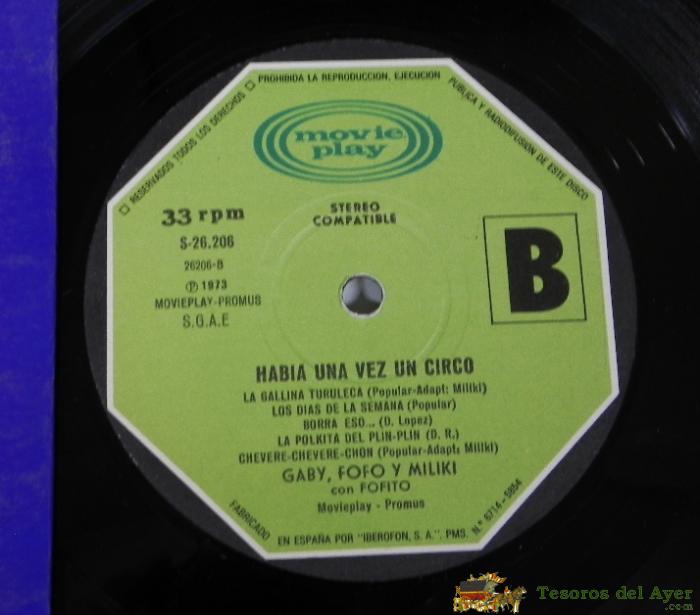 □ RESERVADOS TODOS LOS DERECHOS □ PROHIBIDA LA REPRODUCCION, EJECUCION PUBLICA Y RADIODIFUSION DE ESTE DISCO
movie
play
STEREO
COMPATIBLE
33 rpm
S-26.206
26206-B
Ⓟ 1973
MOVIEPLAY-PROMUS
S.G.A.E
B
HABIA UNA VEZ UN CIRCO
LA GALLINA TURULECA (Popular-Adapt: Miliki)
LOS DIAS DE LA SEMANA (Popular)
BORRA ESO... (D. Lopez)
LA POLKITA DEL PLIN-PLIN (D. R.)
CHEVERE-CHEVERE-CHON (Popular-Adapt: Miliki)
GABY, FOFO Y MILIKI
con FOFITO
Movieplay - Promus
FABRICADO EN ESPAÑA POR "IBEROFON, S. A.". PMS. N.º 6714 - 6854
Tesoros del Ayer
.com